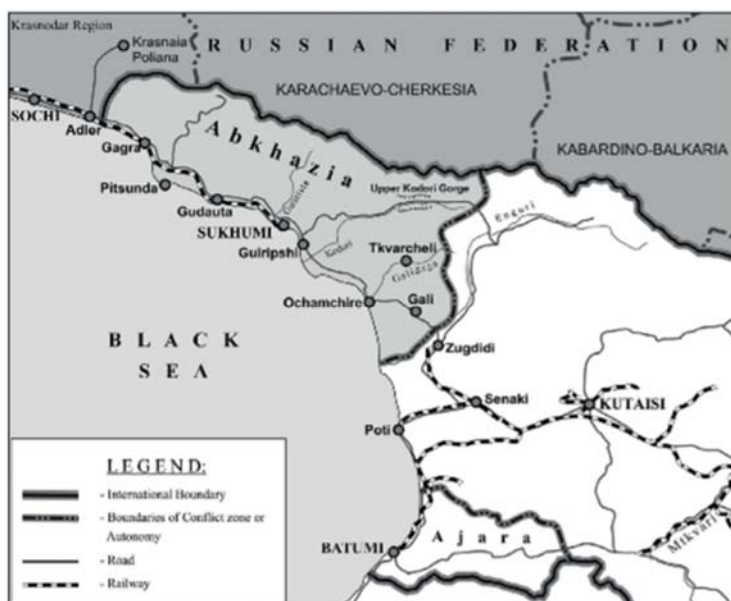 Krasnodar Region
Krasnaia
Poliana
RUSSIAN FEDERATION
KARACHAEVO-CHERKESIA
KABARDINO-BALKARIA
SOCHI
Adler
Gagra
Abkhazia
Pitsunda
Gudauta
Upper Kodori Gorge
SUKHUMI
Gulripshi
Kodori
Enguri
Tkvarcheli
Galidzga
Ochamchire
Gali
BLACK
SEA
Zugdidi
Senaki
KUTAISI
Poti
Mtkvari
Ajara
BATUMI
LEGEND:
- International Boundary
- Boundaries of Conflict zone or
Autonomy
- Road
- Railway